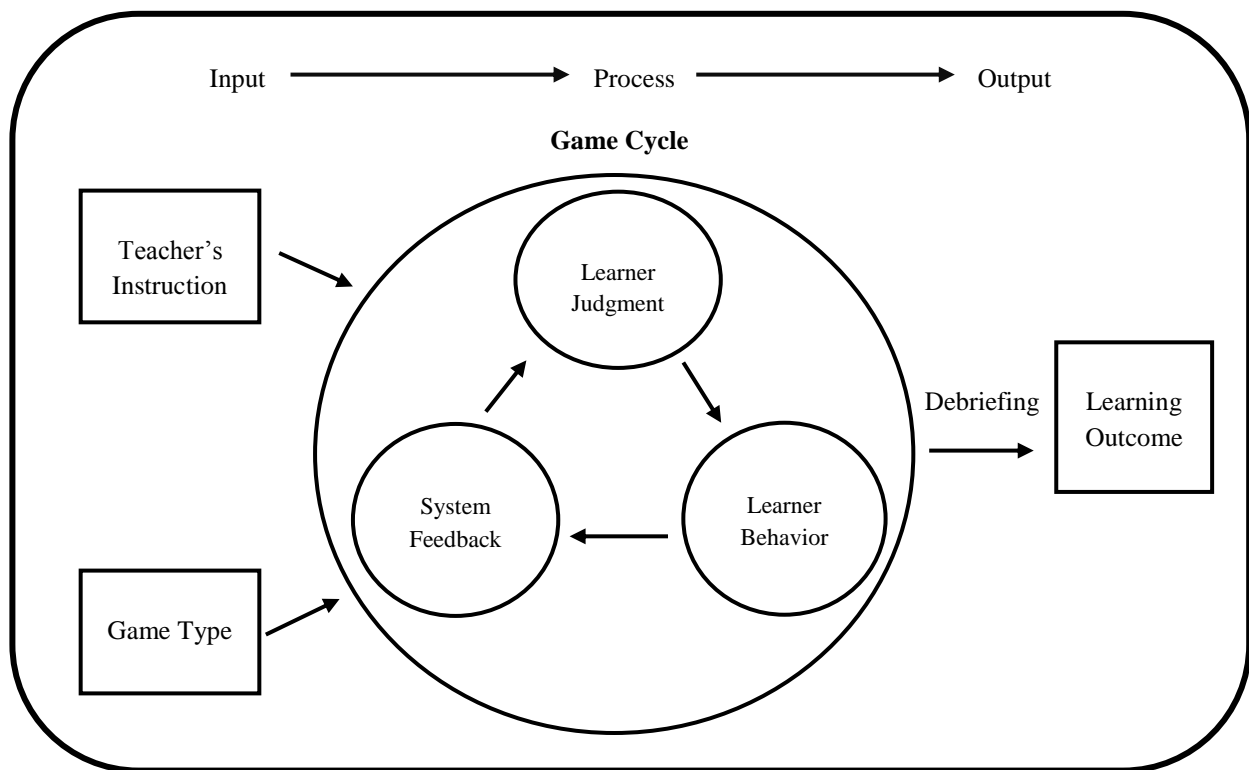 Input
Process
Output
Game Cycle
Teacher’s
Instruction
Learner
Judgment
Debriefing
Learning
Outcome
System
Feedback
Learner
Behavior
Game Type